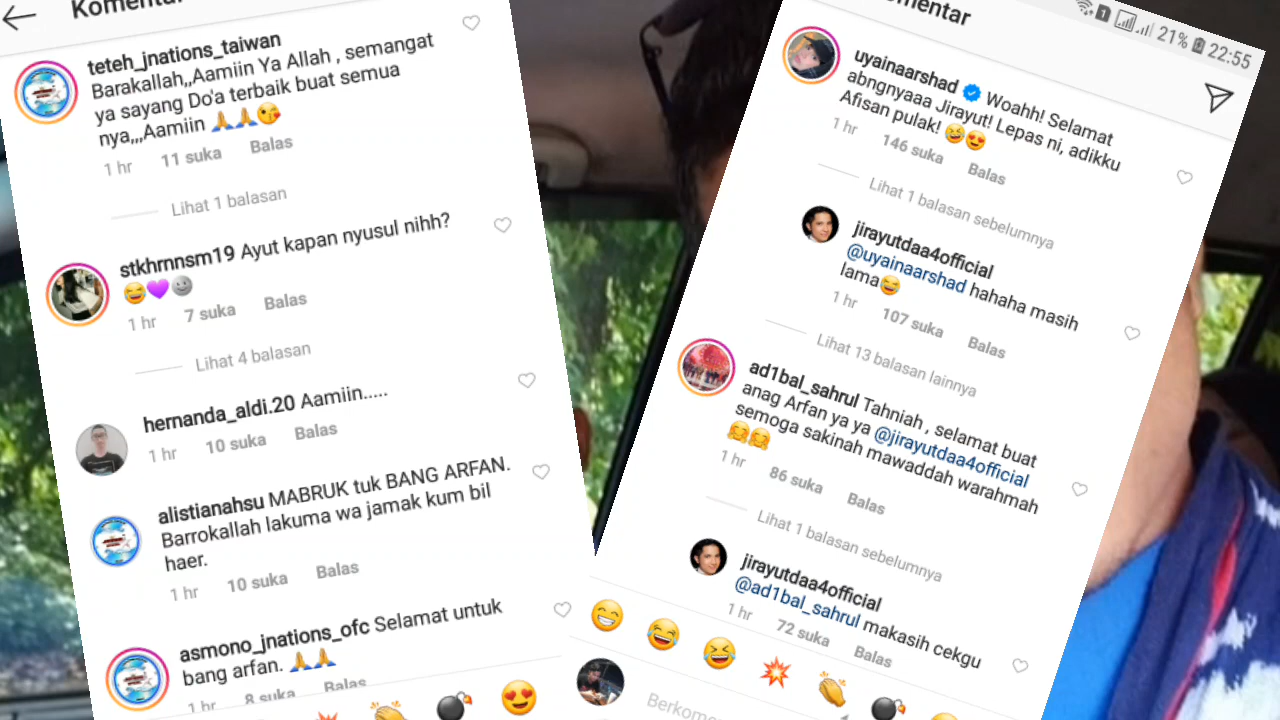 Komentar
teteh_jnations_taiwan
Barakallah,,,Aamiin Ya Allah , semangat
ya sayang Do'a terbaik buat semua
nya,,,Aamiin 🙏🙏😘
1 hr 11 suka Balas
Lihat 1 balasan
stkhrnnsm19 Ayut kapan nyusul nihh?
😄💜🌚
1 hr 7 suka Balas
Lihat 4 balasan
hernanda_aldi.20 Aamiin.....
1 hr 10 suka Balas
alistianahsu MABRUK tuk BANG ARFAN.
Barrokallah lakuma wa jamak kum bil
haer.
1 hr 10 suka Balas
asmono_jnations_ofc Selamat untuk
bang arfan. 🙏🙏
1 hr 8 suka Balas
omentar
1 21% 22:55
uyainaarshad Woahh! Selamat
abngnyaaa Jirayut! Lepas ni, adikku
Afisan pulak! 😆😍
1 hr 146 suka Balas
Lihat 1 balasan sebelumnya
jirayutdaa4official
@uyainaarshad hahaha masih
lama😆
1 hr 107 suka Balas
Lihat 13 balasan lainnya
ad1bal_sahrul Tahniah , selamat buat
anag Arfan ya ya @jirayutdaa4official
semoga sakinah mawaddah warahmah
🤗🤗
1 hr 86 suka Balas
Lihat 1 balasan sebelumnya
jirayutdaa4official
@ad1bal_sahrul makasih cekgu
1 hr 72 suka Balas
Berkome